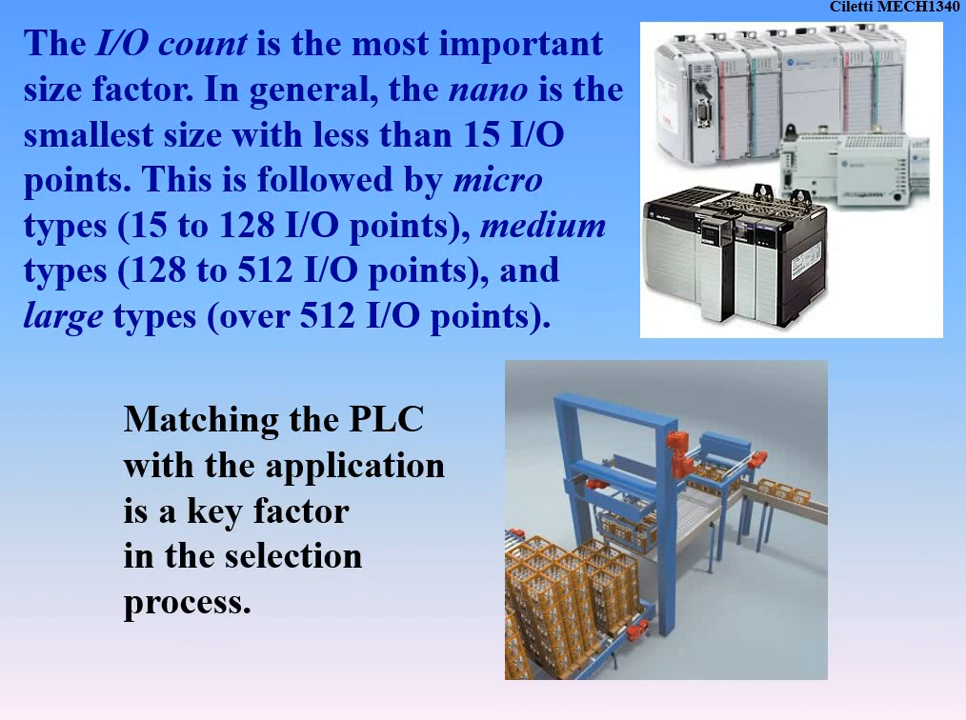 Ciletti MECH1340
The I/O count is the most important
size factor. In general, the nano is the
smallest size with less than 15 I/O
points. This is followed by micro
types (15 to 128 I/O points), medium
types (128 to 512 I/O points), and
large types (over 512 I/O points).
Matching the PLC
with the application
is a key factor
in the selection
process.